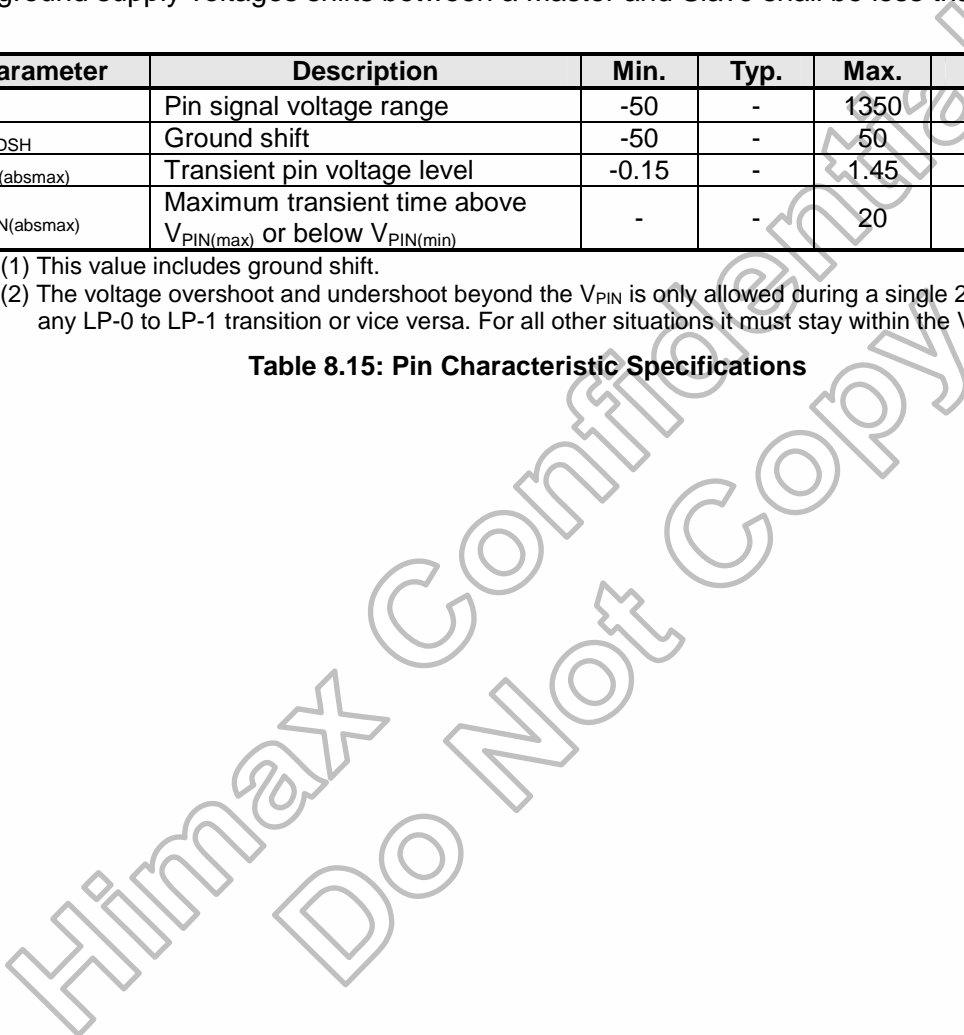 ground supply voltages shifts between a master and Slave shall be less tha
arameter Description Min. Typ. Max.
Pin signal voltage range -50 - 1350
OSH Ground shift -50 - 50
(absmax) Transient pin voltage level -0.15 - 1.45
N(absmax) Maximum transient time above
VPIN(max) or below VPIN(min) - - 20
(1) This value includes ground shift.
(2) The voltage overshoot and undershoot beyond the VPIN is only allowed during a single 2
any LP-0 to LP-1 transition or vice versa. For all other situations it must stay within the V
Table 8.15: Pin Characteristic Specifications
Himax Confidential
Do Not Copy